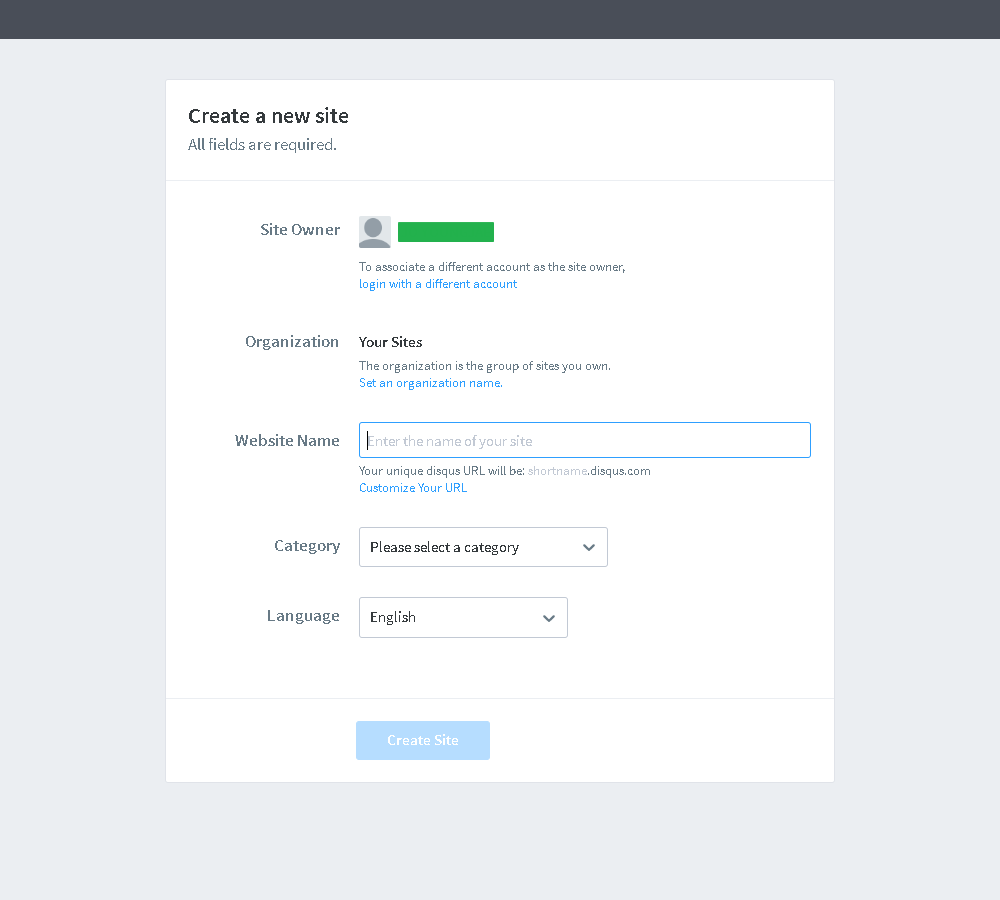 Create a new site
All fields are required.
Site Owner
To associate a different account as the site owner,
login with a different account
Organization
Your Sites
The organization is the group of sites you own.
Set an organization name.
Website Name
Enter the name of your site
Your unique disqus URL will be: shortname.disqus.com
Customize Your URL
Category
Please select a category
Language
English
Create Site